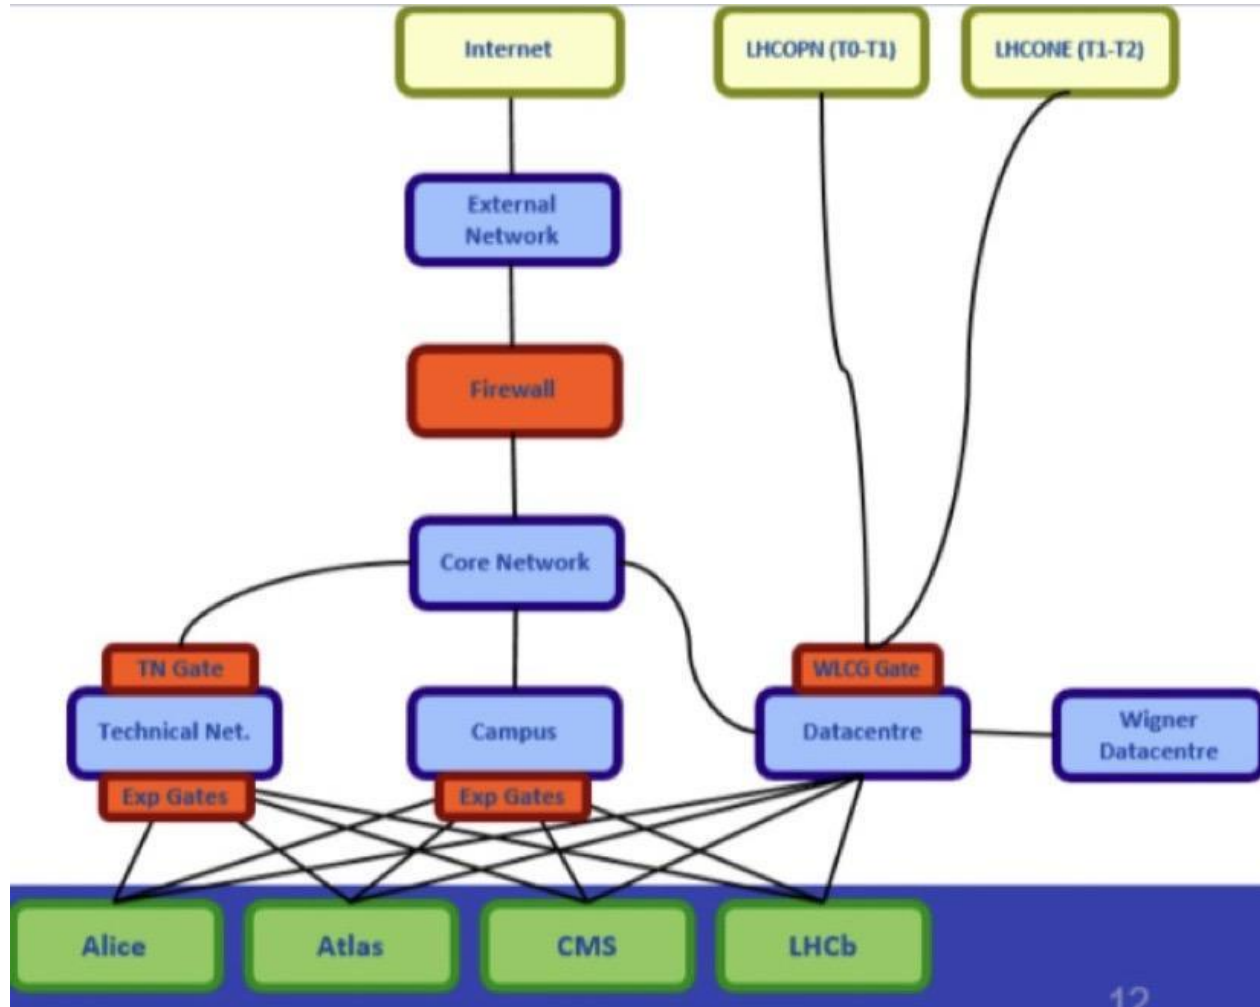 Internet
LHCOPN (T0-T1)
LHCONE (T1-T2)
External
Network
Firewall
Core Network
TN Gate
WLCG Gate
Technical Net.
Campus
Datacentre
Wigner
Datacentre
Exp Gates
Exp Gates
Alice
Atlas
CMS
LHCb
12